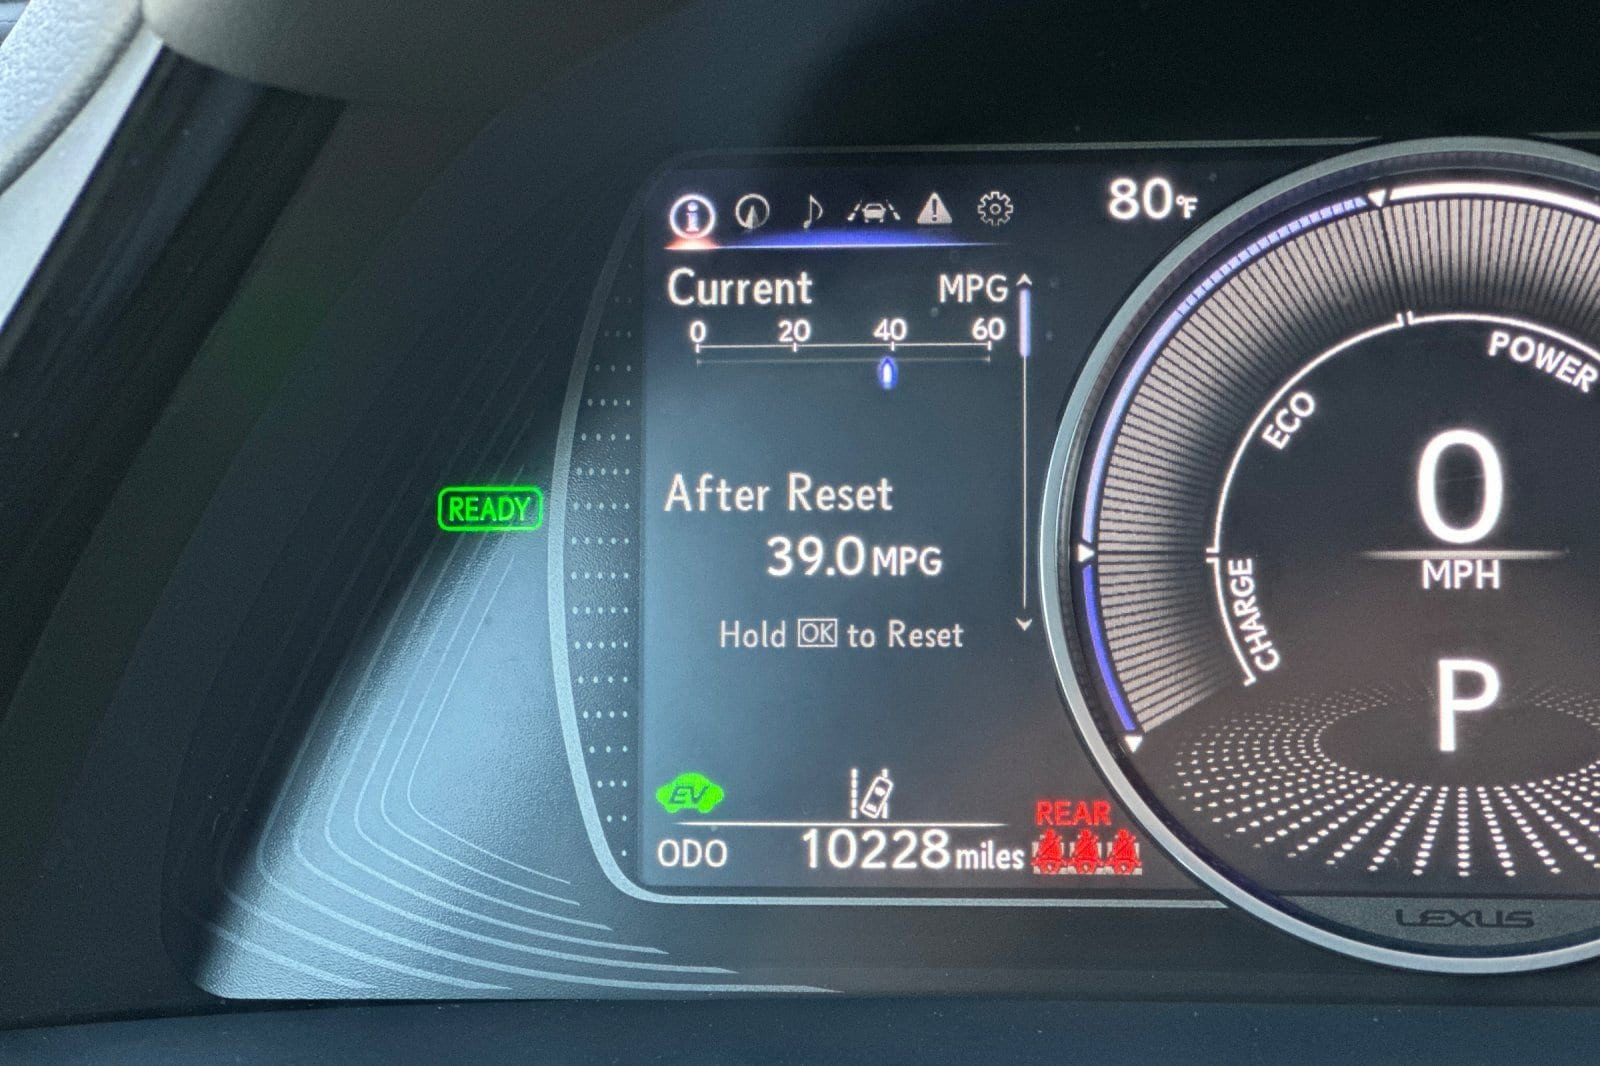 80°F
Current MPG
0 20 40 60
After Reset
39.0 MPG
Hold OK to Reset
READY
EV
ODO 10228 miles
REAR
POWER
ECO
CHARGE
0
MPH
P
LEXUS